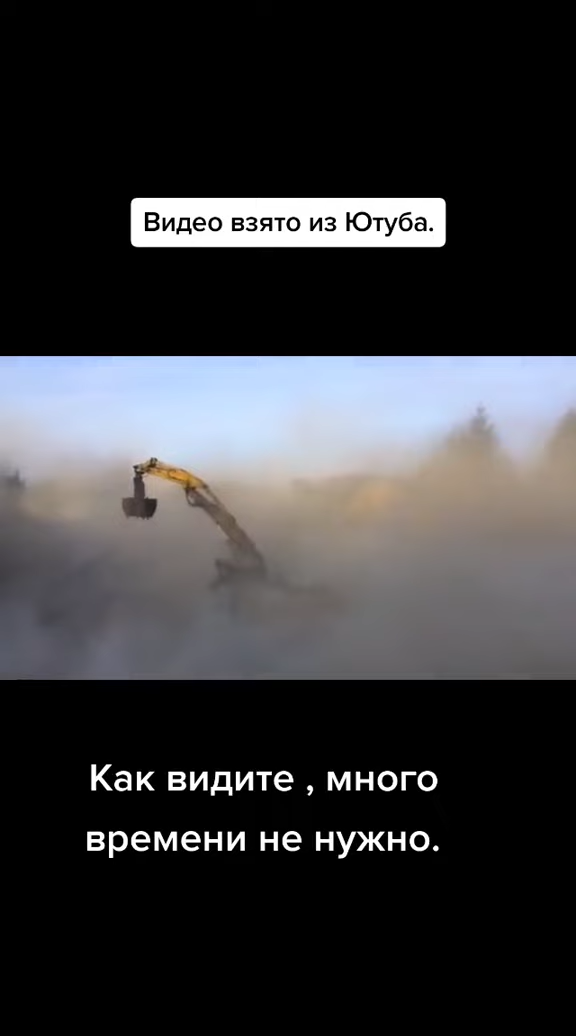 Видео взято из Ютуба.
Как видите , много
времени не нужно.